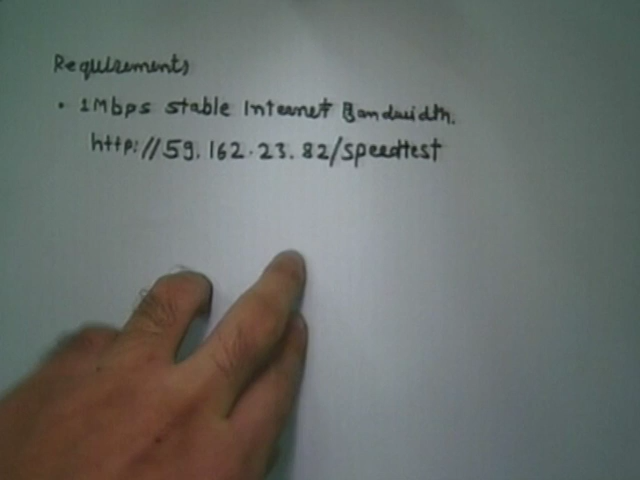 Requirements
• 1Mbps stable Internet Bandwidth.
http://59.162.23.82/speedtest